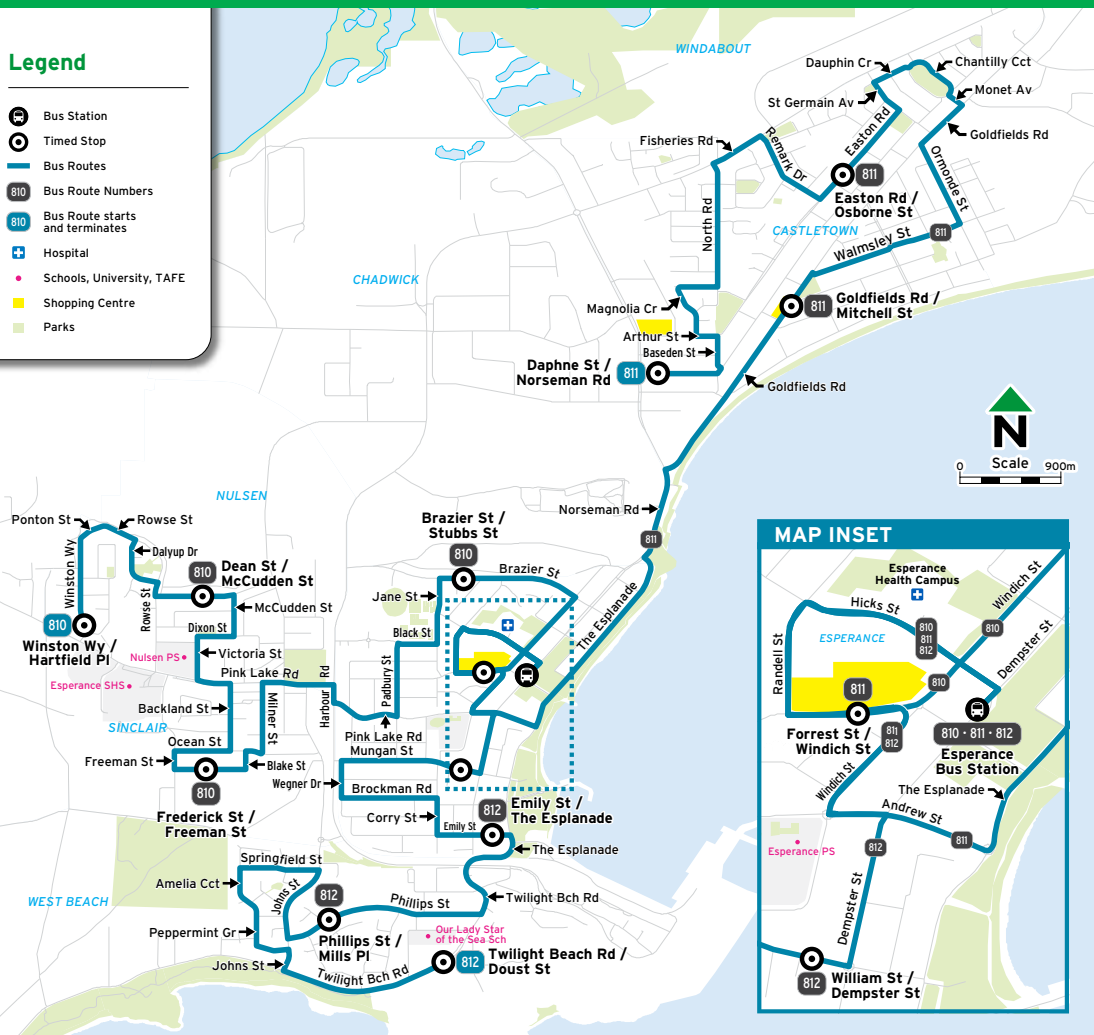 Legend
Bus Station
Timed Stop
Bus Routes
810
Bus Route Numbers
810
Bus Route starts
and terminates
Hospital
Schools, University, TAFE
Shopping Centre
Parks
WINDABOUT
Dauphin Cr
Chantilly Cct
St Germain Av
Monet Av
Goldfields Rd
Fisheries Rd
Remark Dr
Easton Rd
811
Easton Rd /
Osborne St
Ormonde St
North Rd
CASTLETOWN
Walmsley St
811
CHADWICK
Magnolia Cr
811
Goldfields Rd /
Mitchell St
Arthur St
Baseden St
Daphne St /
Norseman Rd
811
Goldfields Rd
N
Scale
0
900m
NULSEN
Norseman Rd
811
Ponton St
Rowse St
Dalyup Dr
Winston Wy
Rowse St
810
Dean St /
McCudden St
McCudden St
810
Winston Wy /
Hartfield Pl
Dixon St
Nulsen PS
Victoria St
Esperance SHS
Pink Lake Rd
Backland St
SINCLAIR
Ocean St
Freeman St
Milner St
Blake St
810
Frederick St /
Freeman St
Harbour Rd
Brazier St /
Stubbs St
810
Brazier St
Jane St
Black St
Padbury St
Pink Lake Rd
Mungan St
The Esplanade
Wegner Dr
Brockman Rd
Corry St
Emily St
812
Emily St /
The Esplanade
The Esplanade
Springfield St
Amelia Cct
Johns St
812
Phillips St
Twilight Bch Rd
WEST BEACH
Peppermint Gr
Phillips St /
Mills Pl
Our Lady Star
of the Sea Sch
Johns St
Twilight Bch Rd
812
Twilight Beach Rd /
Doust St
MAP INSET
Esperance
Health Campus
Windich St
Hicks St
810
811
812
810
ESPERANCE
Dempster St
Randell St
811
810
Forrest St /
Windich St
811
812
810 · 811 · 812
Esperance
Bus Station
Windich St
The Esplanade
Andrew St
811
Esperance PS
812
Dempster St
812
William St /
Dempster St